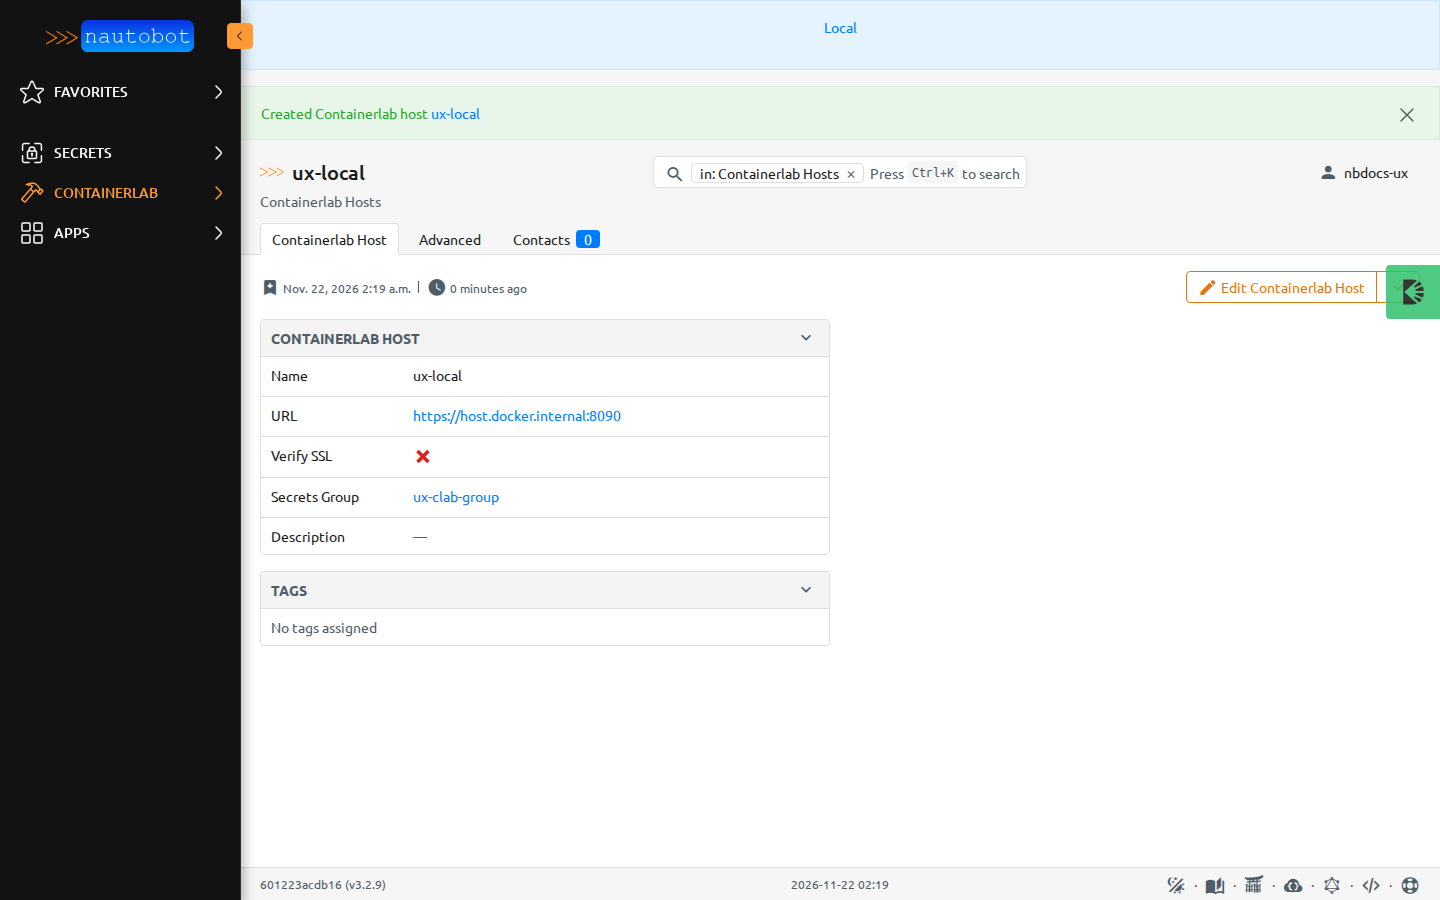 nautobot
FAVORITES
SECRETS
CONTAINERLAB
APPS
Local
Created Containerlab host ux-local
ux-local
in: Containerlab Hosts × Press Ctrl+K to search
nbdocs-ux
Containerlab Hosts
Containerlab Host
Advanced
Contacts 0
Nov. 22, 2026 2:19 a.m. | 0 minutes ago
Edit Containerlab Host
CONTAINERLAB HOST
Name ux-local
URL https://host.docker.internal:8090
Verify SSL
Secrets Group ux-clab-group
Description —
TAGS
No tags assigned
601223acdb16 (v3.2.9)
2026-11-22 02:19